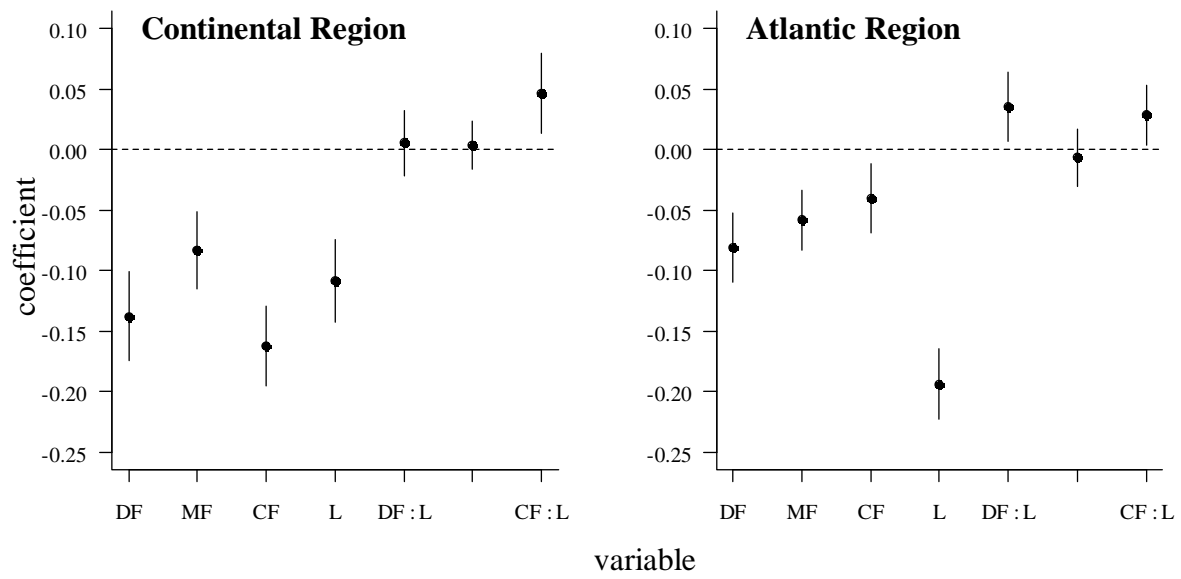 Continental Region
Atlantic Region
coefficient
0.10
0.05
0.00
-0.05
-0.10
-0.15
-0.20
-0.25
DF MF CF L DF : L CF : L
0.10
0.05
0.00
-0.05
-0.10
-0.15
-0.20
-0.25
DF MF CF L DF : L CF : L
variable